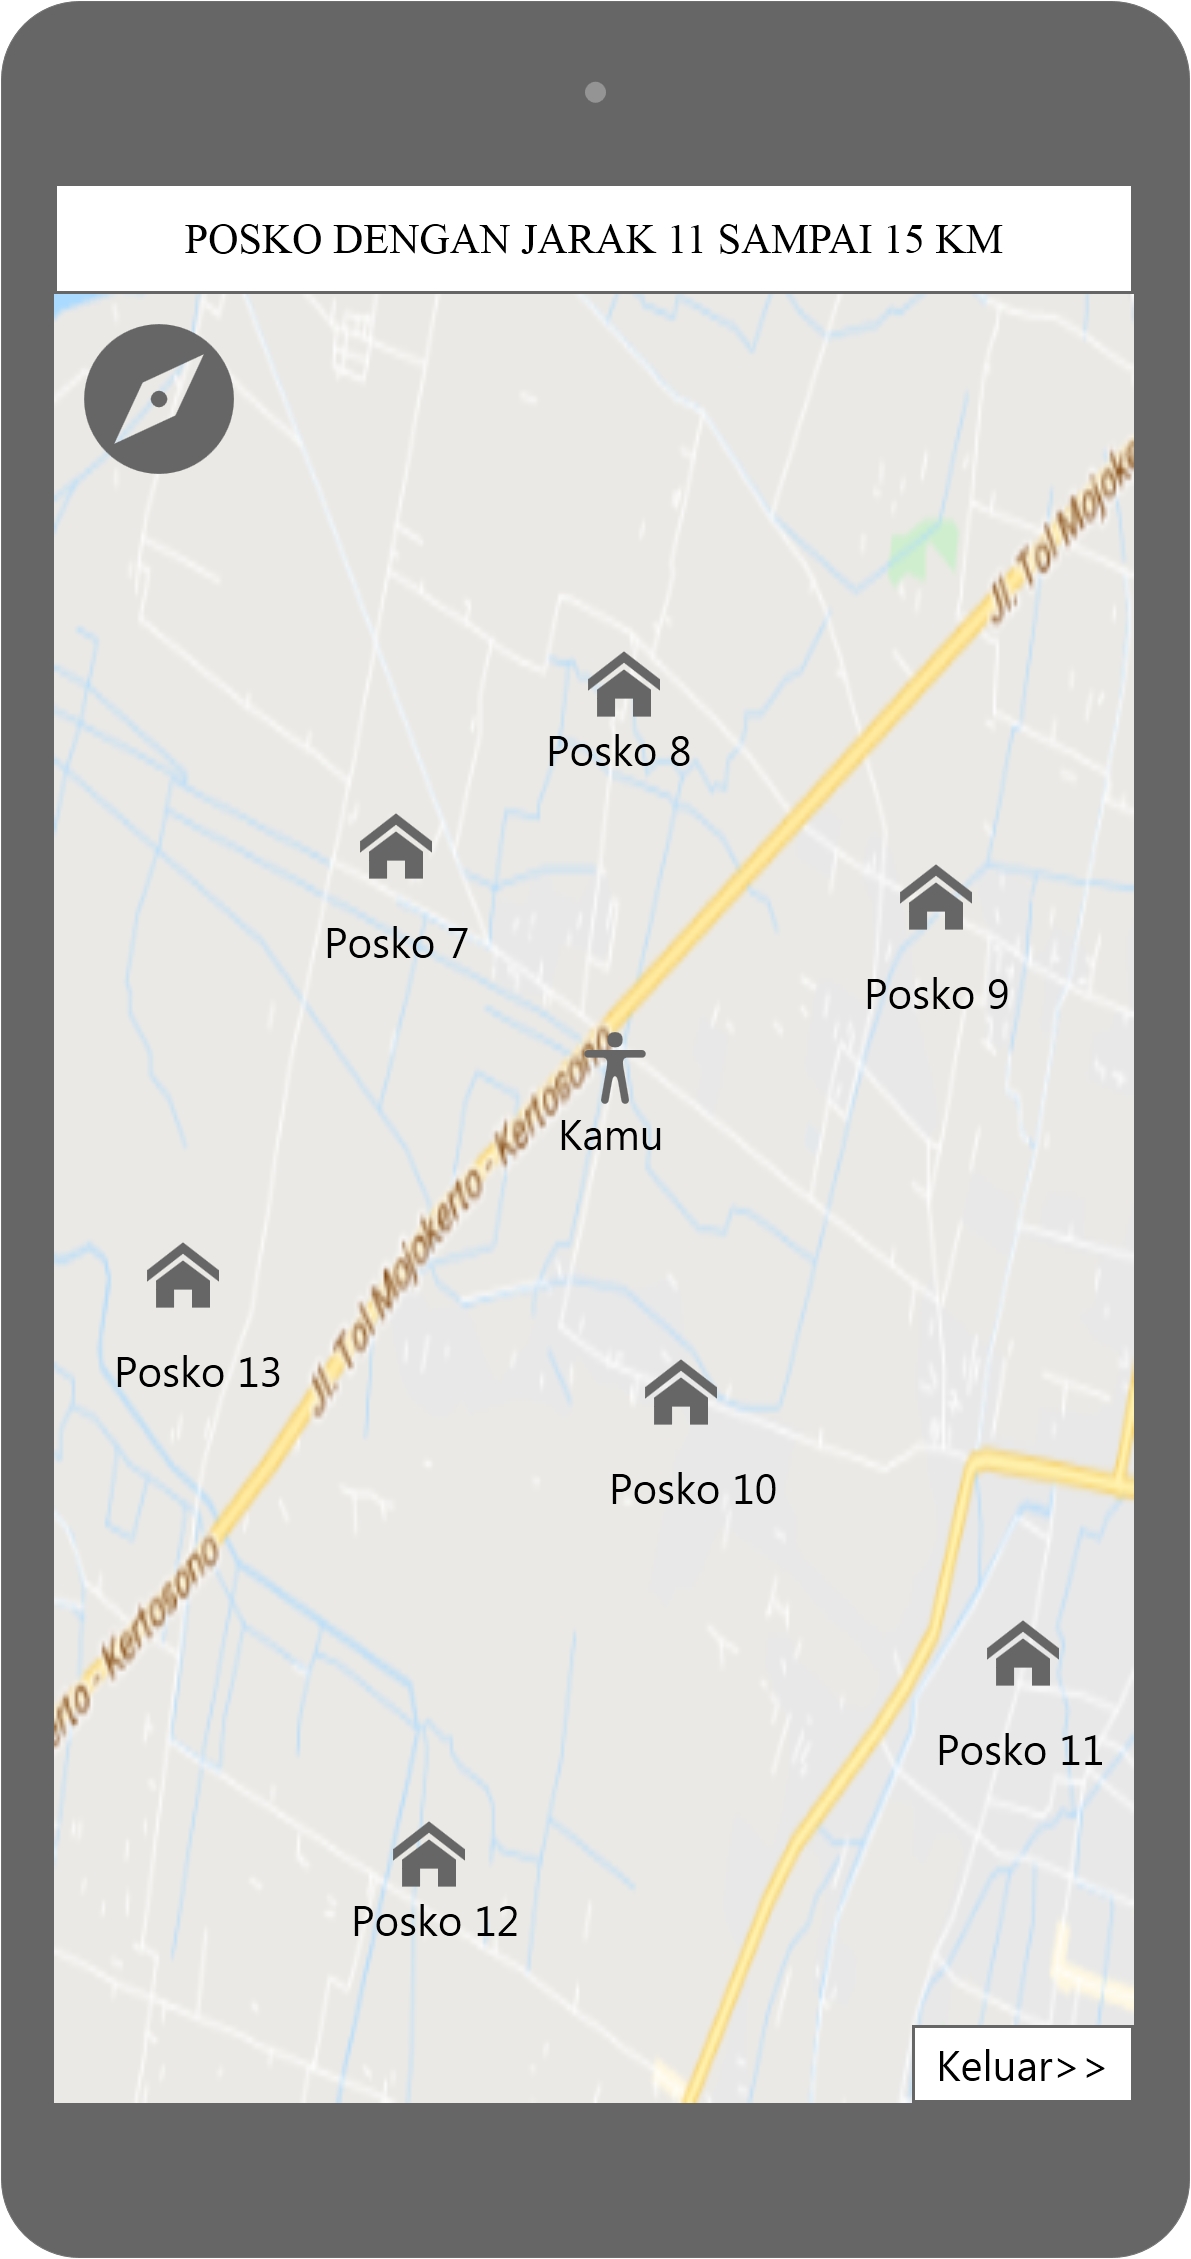 POSKO DENGAN JARAK 11 SAMPAI 15 KM
Jl. Tol Mojoke
Posko 8
Posko 7
Posko 9
Kamu
Jl. Tol Mojokerto - Kertosono
Posko 13
Posko 10
erto - Kertosono
Posko 11
Posko 12
Keluar>>